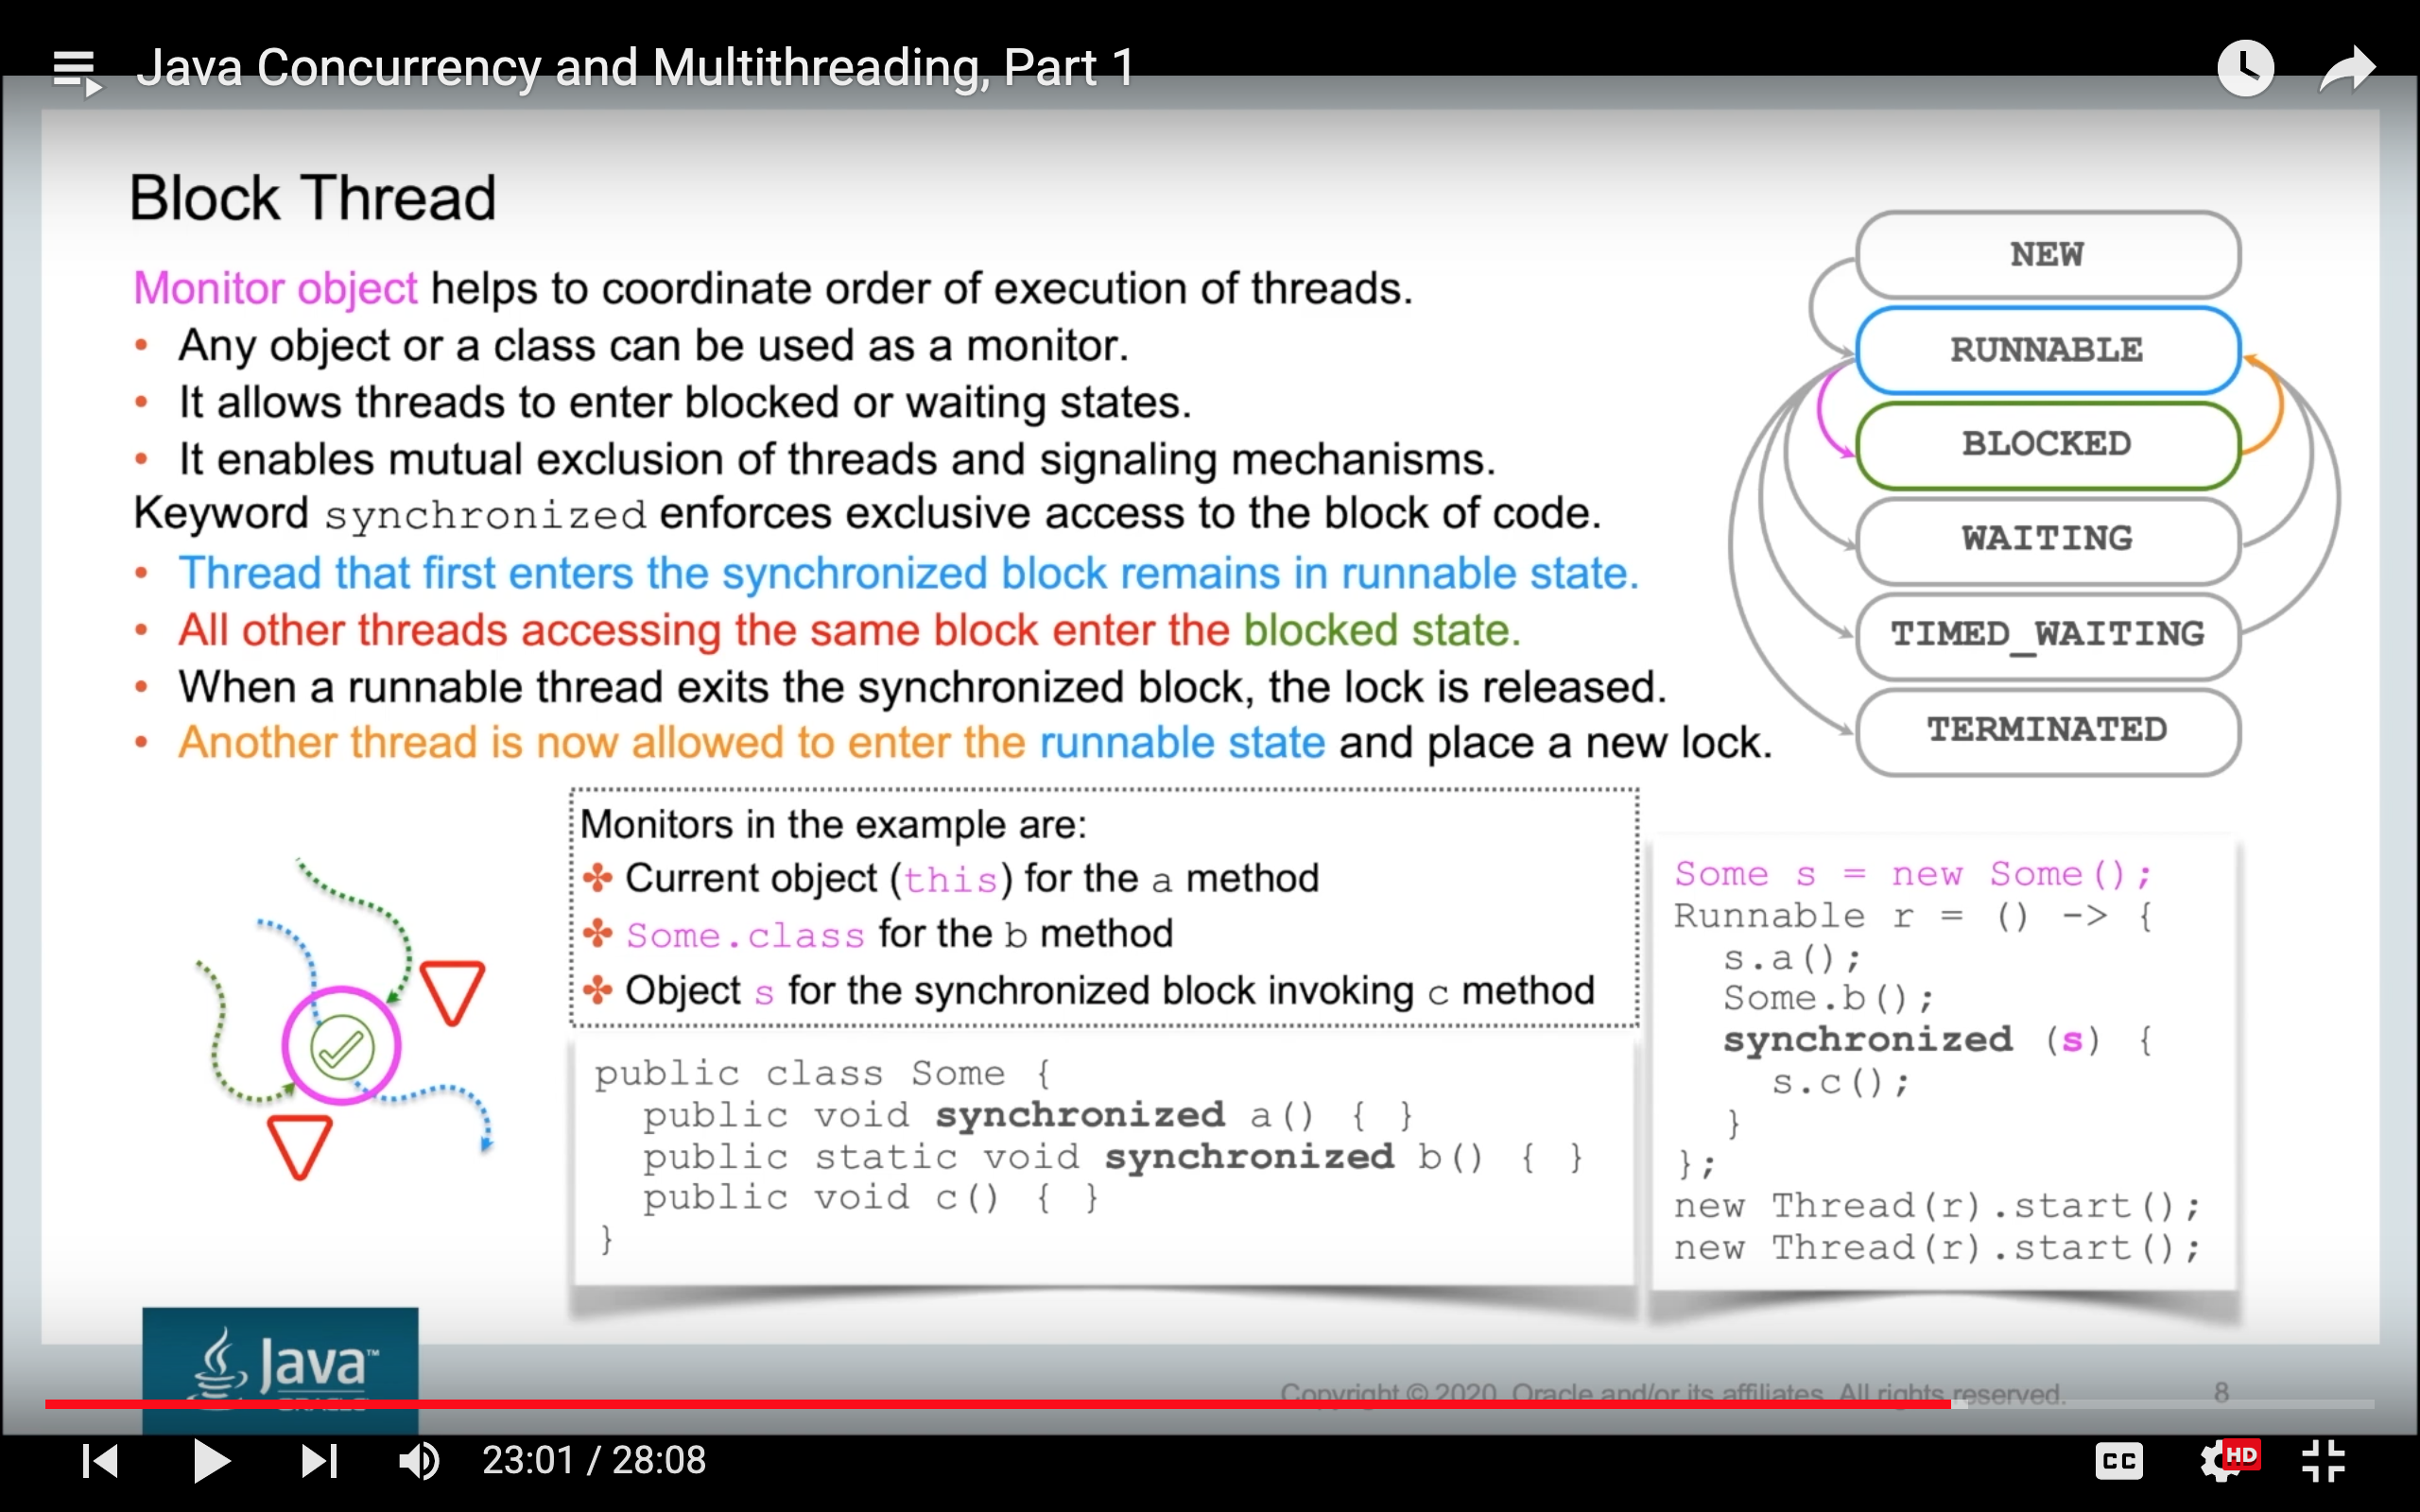 Java Concurrency and Multithreading, Part 1
Block Thread
Monitor object helps to coordinate order of execution of threads.
• Any object or a class can be used as a monitor.
• It allows threads to enter blocked or waiting states.
• It enables mutual exclusion of threads and signaling mechanisms.
Keyword synchronized enforces exclusive access to the block of code.
• Thread that first enters the synchronized block remains in runnable state.
• All other threads accessing the same block enter the blocked state.
• When a runnable thread exits the synchronized block, the lock is released.
• Another thread is now allowed to enter the runnable state and place a new lock.
NEW
RUNNABLE
BLOCKED
WAITING
TIMED_WAITING
TERMINATED
Monitors in the example are:
Current object (this) for the a method
Some.class for the b method
Object s for the synchronized block invoking c method
public class Some {
public void synchronized a() { }
public static void synchronized b() { }
public void c() { }
}
Some s = new Some();
Runnable r = () -> {
s.a();
Some.b();
synchronized (s) {
s.c();
}
};
new Thread(r).start();
new Thread(r).start();
Java™
ORACLE
Copyright © 2020, Oracle and/or its affiliates. All rights reserved.
8
23:01 / 28:08
CC
HD